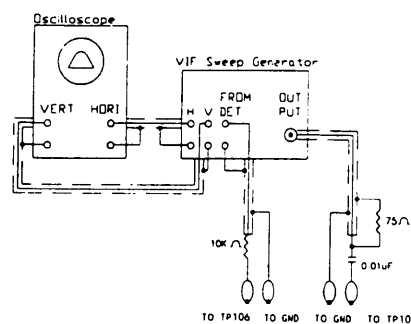 Oscilloscope
VIF Sweep Generator
VERT HORI
H V
FROM DET
OUT PUT
10K Ω
75Ω
0.01uF
TO TP106 TO GND TO GND TO TP10